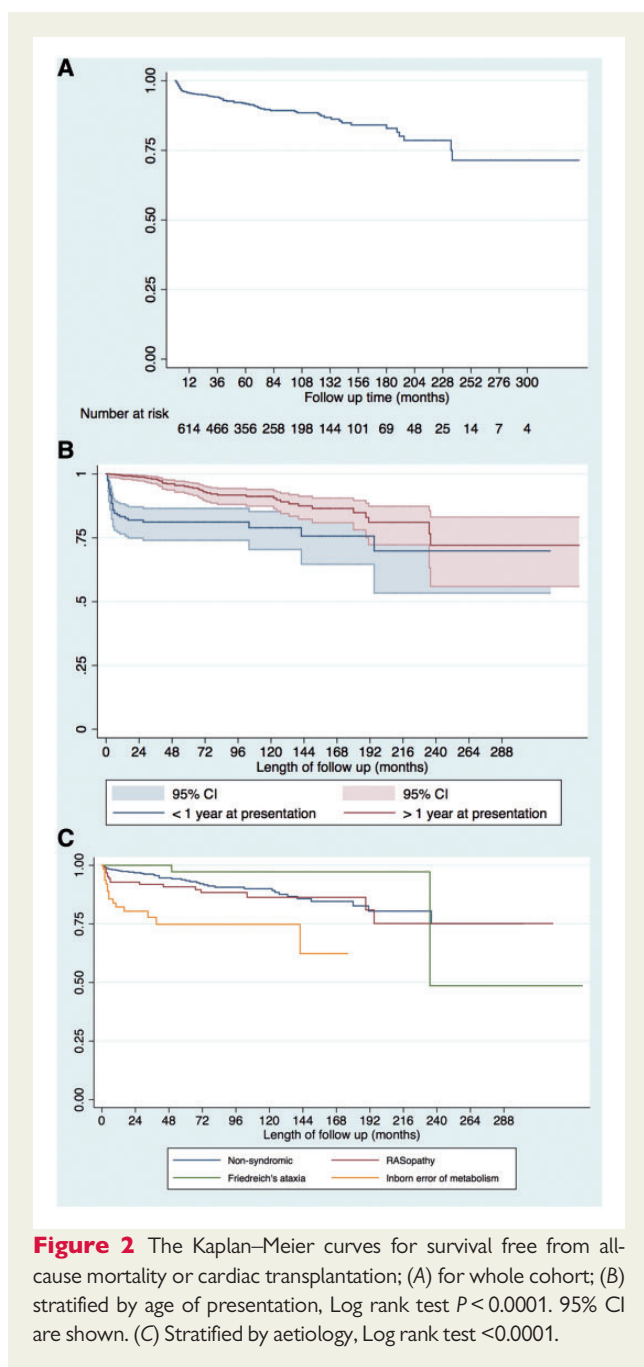 A
1.00
0.75
0.50
0.25
0.00
12 36 60 84 108 132 156 180 204 228 252 276 300
Follow up time (months)
Number at risk
614 466 356 258 198 144 101 69 48 25 14 7 4
B
1
.75
.5
.25
0
0 24 48 72 96 120 144 168 192 216 240 264 288
Length of follow up (months)
95% CI 95% CI
< 1 year at presentation > 1 year at presentation
C
1.00
0.75
0.50
0.25
0.00
0 24 48 72 96 120 144 168 192 216 240 264 288
Length of follow up (months)
Non-syndromic RASopathy
Friedreich's ataxia Inborn error of metabolism
Figure 2 The Kaplan–Meier curves for survival free from all-
cause mortality or cardiac transplantation; (A) for whole cohort; (B)
stratified by age of presentation, Log rank test P < 0.0001. 95% CI
are shown. (C) Stratified by aetiology, Log rank test <0.0001.